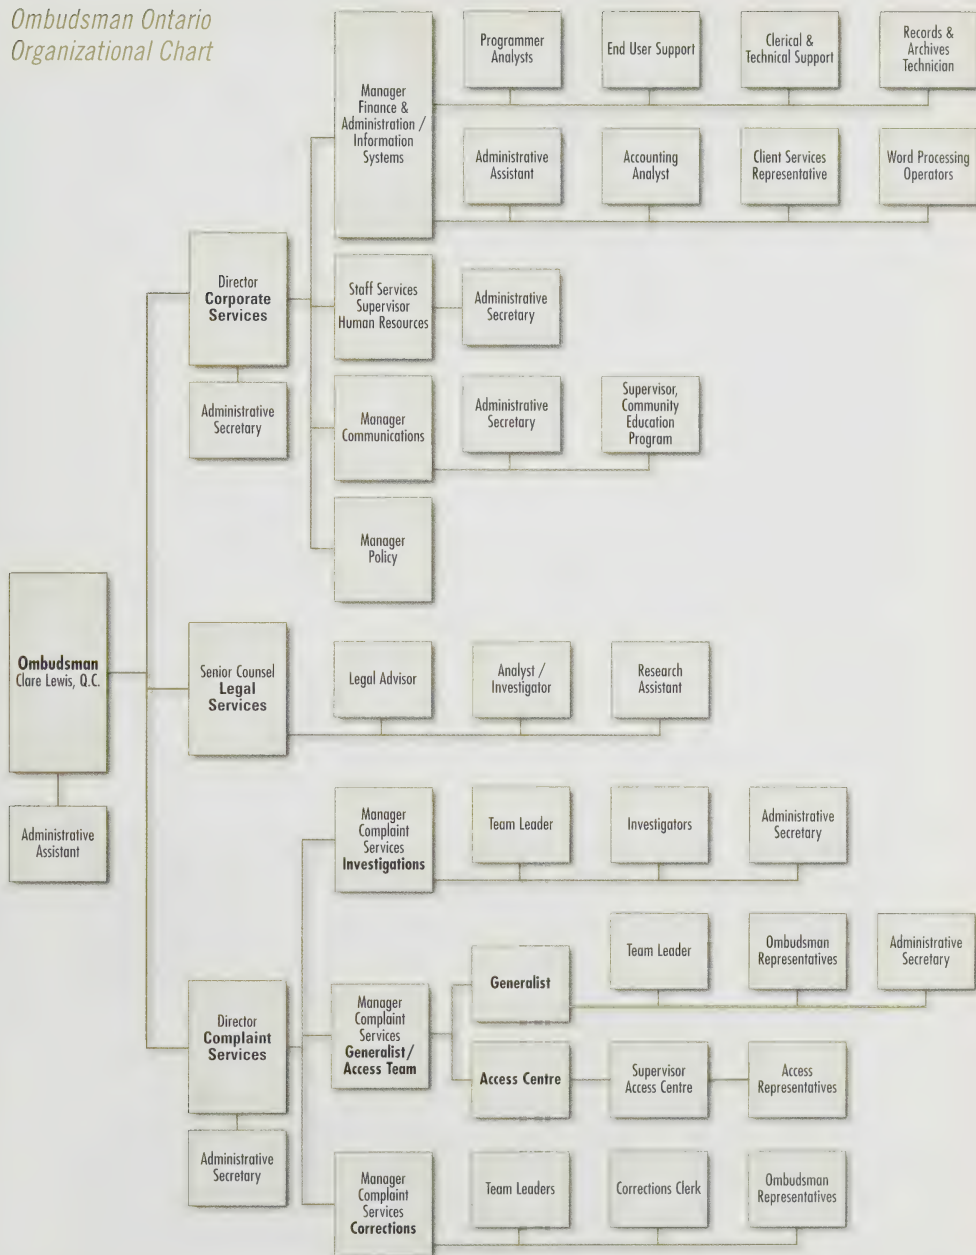 Ombudsman Ontario
Organizational Chart
Programmer
Analysts
End User Support
Clerical &
Technical Support
Records &
Archives
Technician
Manager
Finance &
Administration /
Information
Systems
Administrative
Assistant
Accounting
Analyst
Client Services
Representative
Word Processing
Operators
Director
Corporate
Services
Administrative
Secretary
Staff Services
Supervisor
Human Resources
Administrative
Secretary
Manager
Communications
Administrative
Secretary
Supervisor,
Community
Education
Program
Manager
Policy
Ombudsman
Clare Lewis, Q.C.
Administrative
Assistant
Senior Counsel
Legal
Services
Legal Advisor
Analyst /
Investigator
Research
Assistant
Director
Complaint
Services
Administrative
Secretary
Manager
Complaint
Services
Investigations
Team Leader
Investigators
Administrative
Secretary
Manager
Complaint
Services
Generalist/
Access Team
Generalist
Team Leader
Ombudsman
Representatives
Administrative
Secretary
Access Centre
Supervisor
Access Centre
Access
Representatives
Manager
Complaint
Services
Corrections
Team Leaders
Corrections Clerk
Ombudsman
Representatives